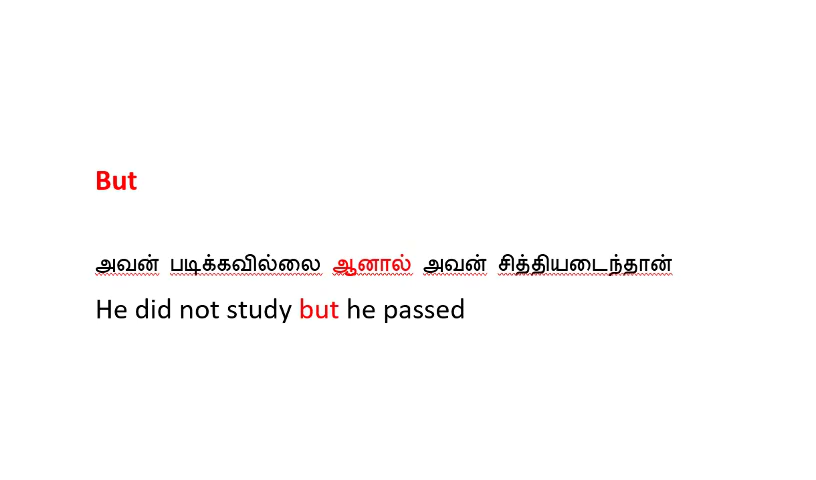 But
அவன் படிக்கவில்லை ஆனால் அவன் சித்தியடைந்தான்
He did not study but he passed